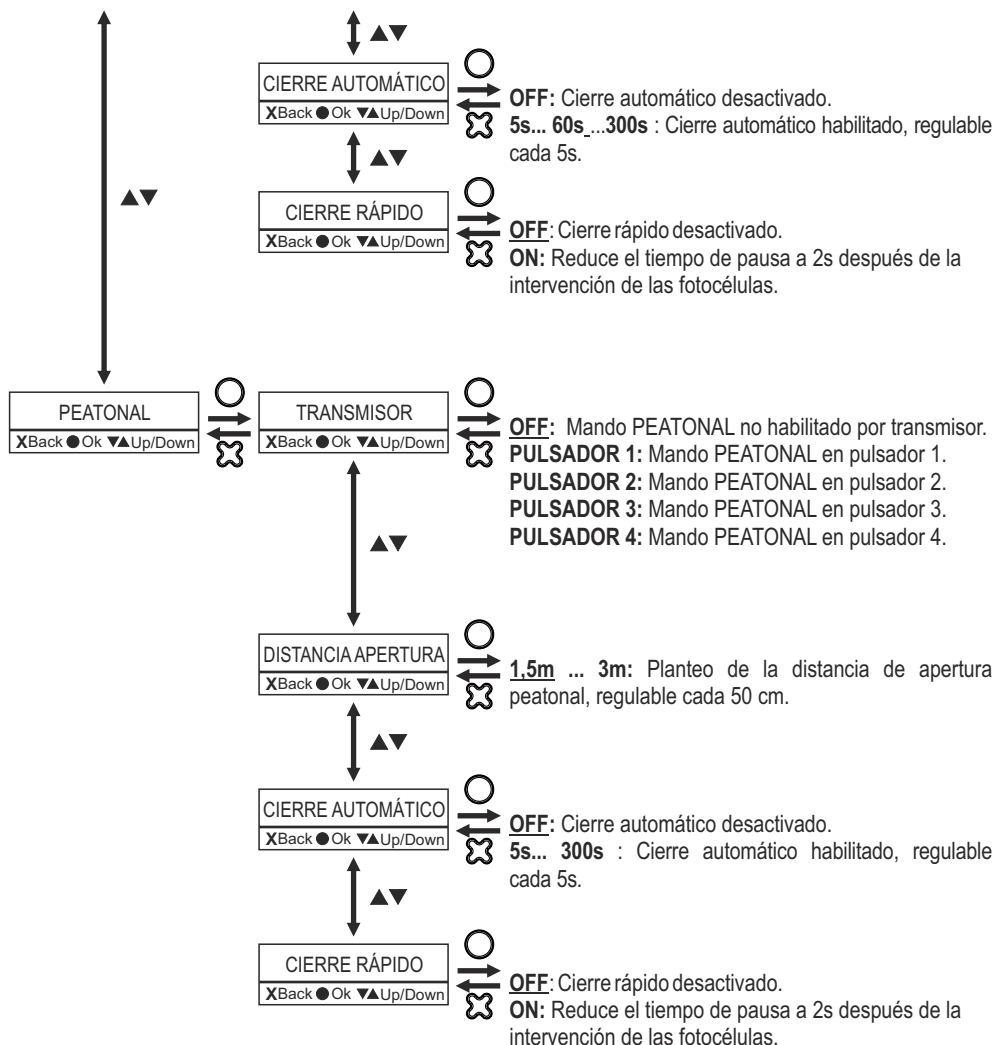 ▲▼
CIERRE AUTOMÁTICO
XBack ● Ok ▼▲Up/Down
OFF: Cierre automático desactivado.
5s... 60s ...300s : Cierre automático habilitado, regulable
cada 5s.
▲▼
▲▼
CIERRE RÁPIDO
XBack ● Ok ▼▲Up/Down
OFF: Cierre rápido desactivado.
ON: Reduce el tiempo de pausa a 2s después de la
intervención de las fotocélulas.
PEATONAL
XBack ● Ok ▼▲Up/Down
TRANSMISOR
XBack ● Ok ▼▲Up/Down
OFF: Mando PEATONAL no habilitado por transmisor.
PULSADOR 1: Mando PEATONAL en pulsador 1.
PULSADOR 2: Mando PEATONAL en pulsador 2.
PULSADOR 3: Mando PEATONAL en pulsador 3.
PULSADOR 4: Mando PEATONAL en pulsador 4.
▲▼
DISTANCIA APERTURA
XBack ● Ok ▼▲Up/Down
1,5m ... 3m: Planteo de la distancia de apertura
peatonal, regulable cada 50 cm.
▲▼
CIERRE AUTOMÁTICO
XBack ● Ok ▼▲Up/Down
OFF: Cierre automático desactivado.
5s... 300s : Cierre automático habilitado, regulable
cada 5s.
▲▼
CIERRE RÁPIDO
XBack ● Ok ▼▲Up/Down
OFF: Cierre rápido desactivado.
ON: Reduce el tiempo de pausa a 2s después de la
intervención de las fotocélulas.